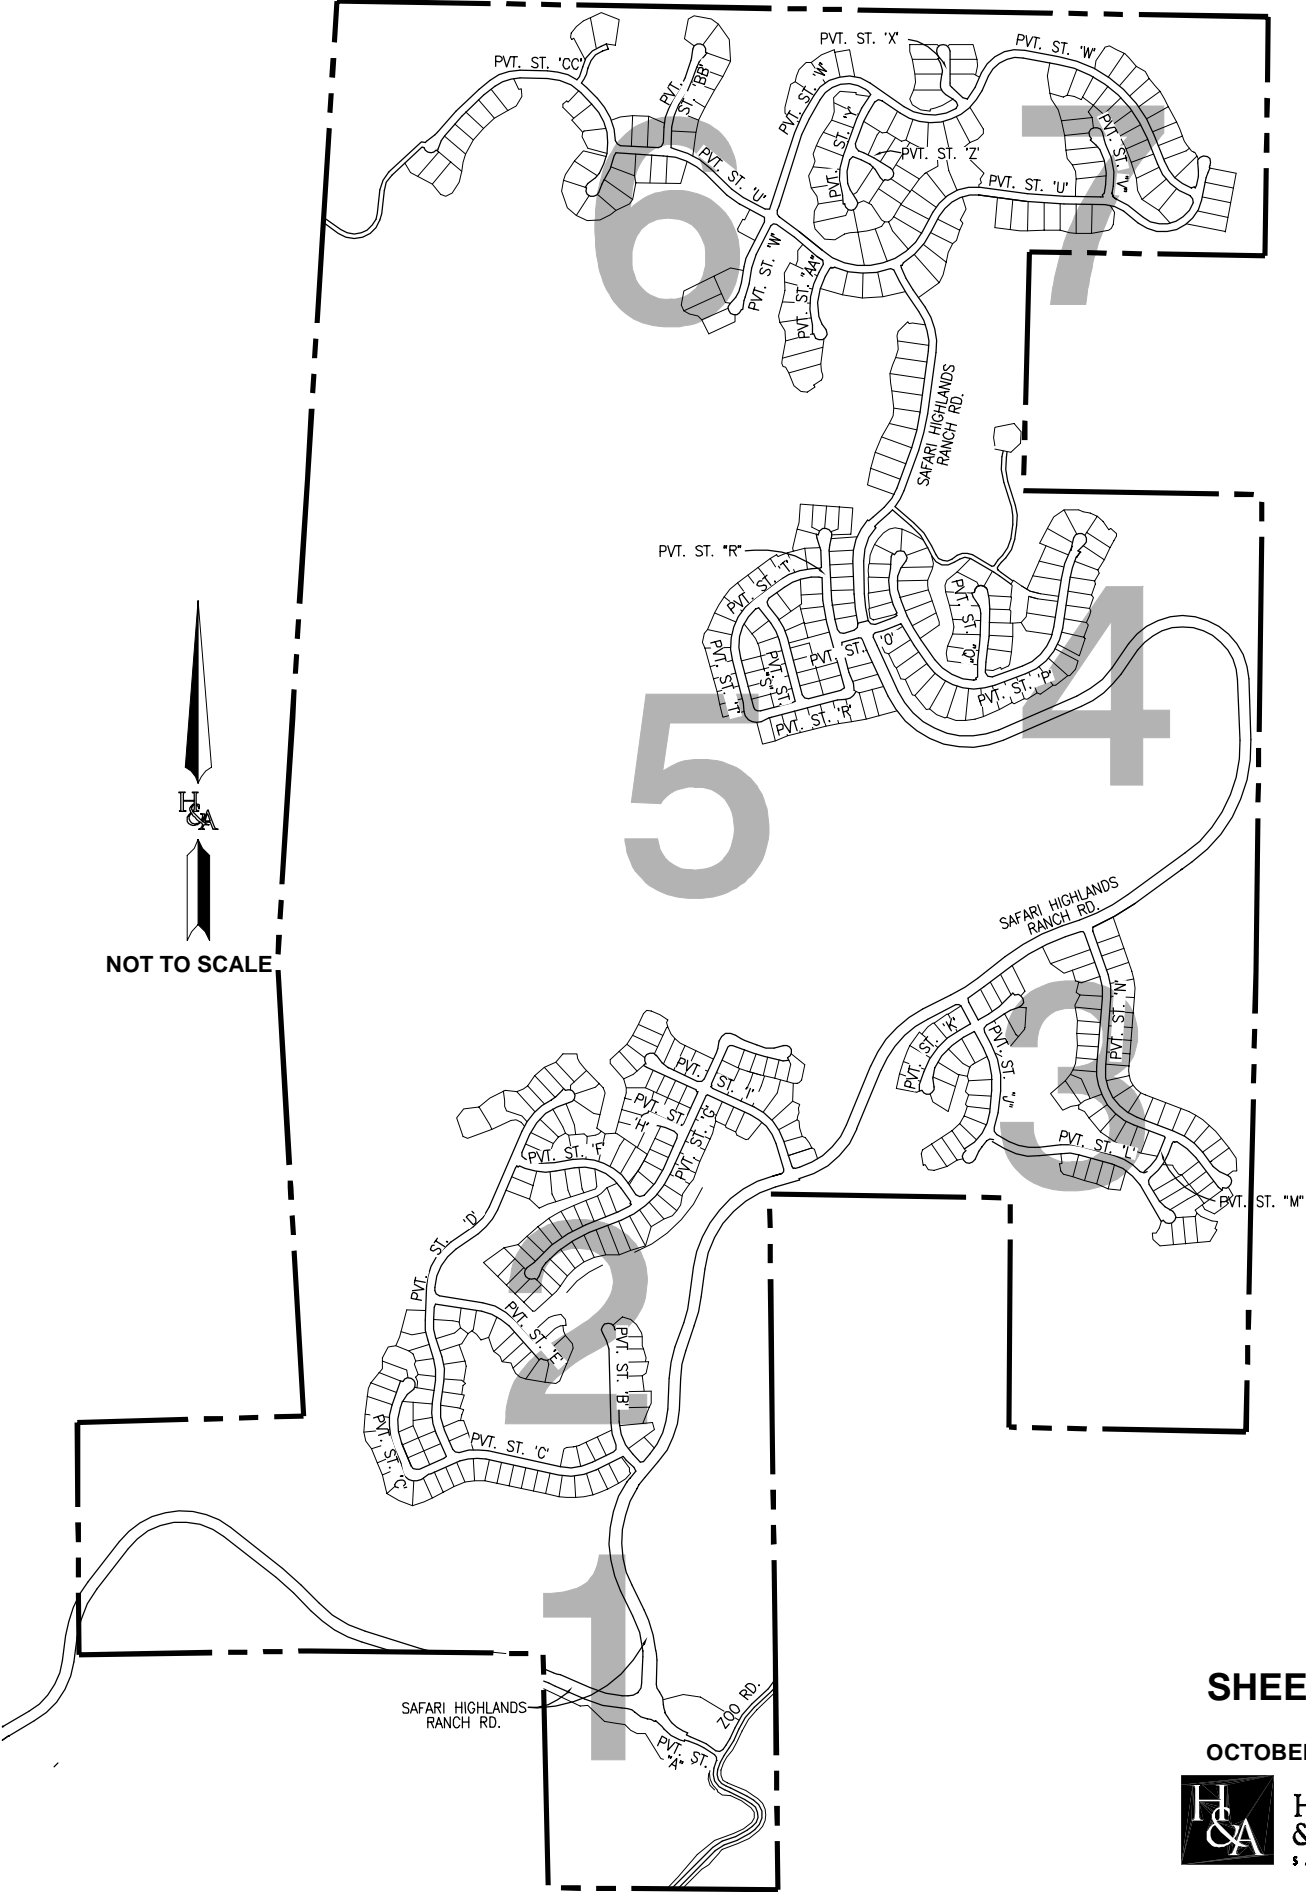 PVT. ST. 'CC'
PVT.
ST. 'BB'
PVT. ST. 'X'
PVT. ST. 'W'
PVT. ST. 'W'
PVT. ST. 'Y'
PVT. ST. 'Z'
PVT. ST. "V"
PVT. ST. 'U'
PVT. ST. 'U'
6
7
PVT. ST. 'W'
PVT. ST. "AA"
SAFARI HIGHLANDS
RANCH RD.
PVT. ST. "R"
PVT. ST. 'T'
PVT. ST. 'T'
PVT. ST. "S"
PVT. ST. 'O'
PVT. ST. "Q"
PVT. ST. 'P'
PVT. ST. 'R'
4
5
H&A
NOT TO SCALE
SAFARI HIGHLANDS
RANCH RD.
PVT. ST. 'N'
PVT. ST. 'K'
PVT. ST. "J"
3
PVT. ST. 'L'
PVT. ST. "M"
PVT. ST. 'I'
PVT. ST.
'H'
PVT. ST. 'G'
PVT. ST. 'F'
PVT. ST. 'D'
2
PVT. ST. 'E'
PVT. ST. 'B'
PVT. ST. 'C'
PVT. ST. 'C'
1
SAFARI HIGHLANDS
RANCH RD.
ZOO RD.
PVT. ST.
"A"
SHEE
OCTOBE
H&A
H
&